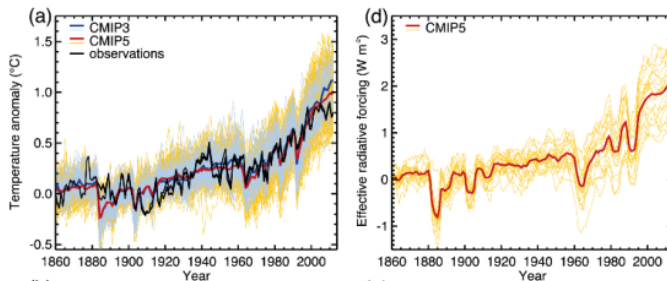 (a)
CMIP3
CMIP5
observations
Temperature anomaly (°C)
1.5
1.0
0.5
0.0
-0.5
1860 1880 1900 1920 1940 1960 1980 2000
Year
(d)
CMIP5
Effective radiative forcing (W m²)
3
2
1
0
-1
1860 1880 1900 1920 1940 1960 1980 2000
Year